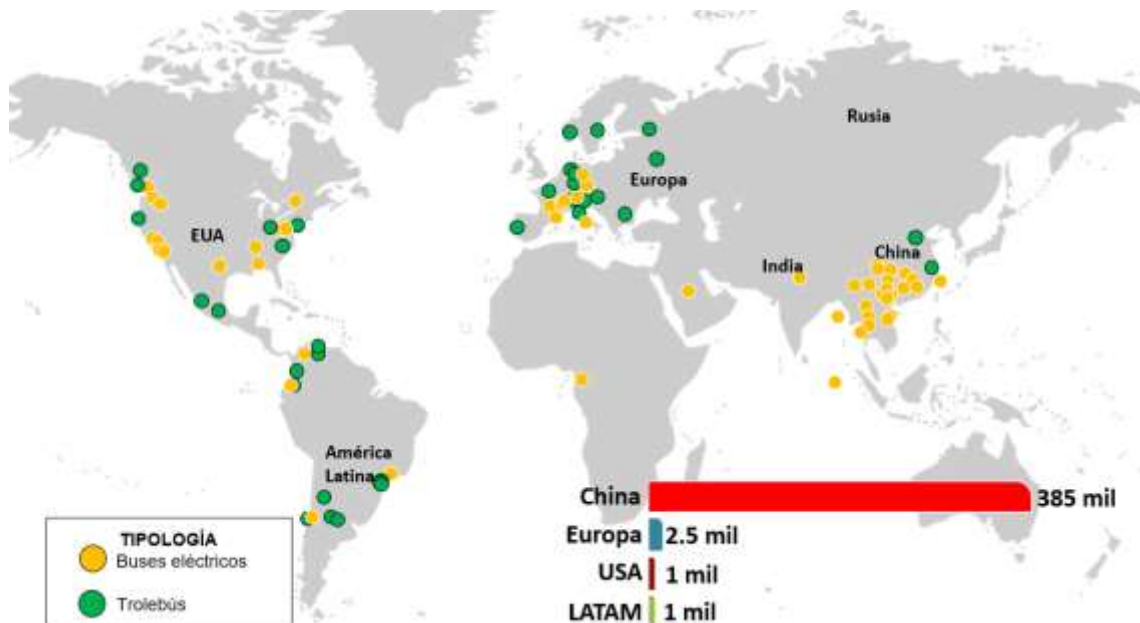 Rusia
Europa
EUA
China
India
América
Latina
China 385 mil
Europa 2.5 mil
USA 1 mil
LATAM 1 mil
TIPOLOGÍA
Buses eléctricos
Trolebús